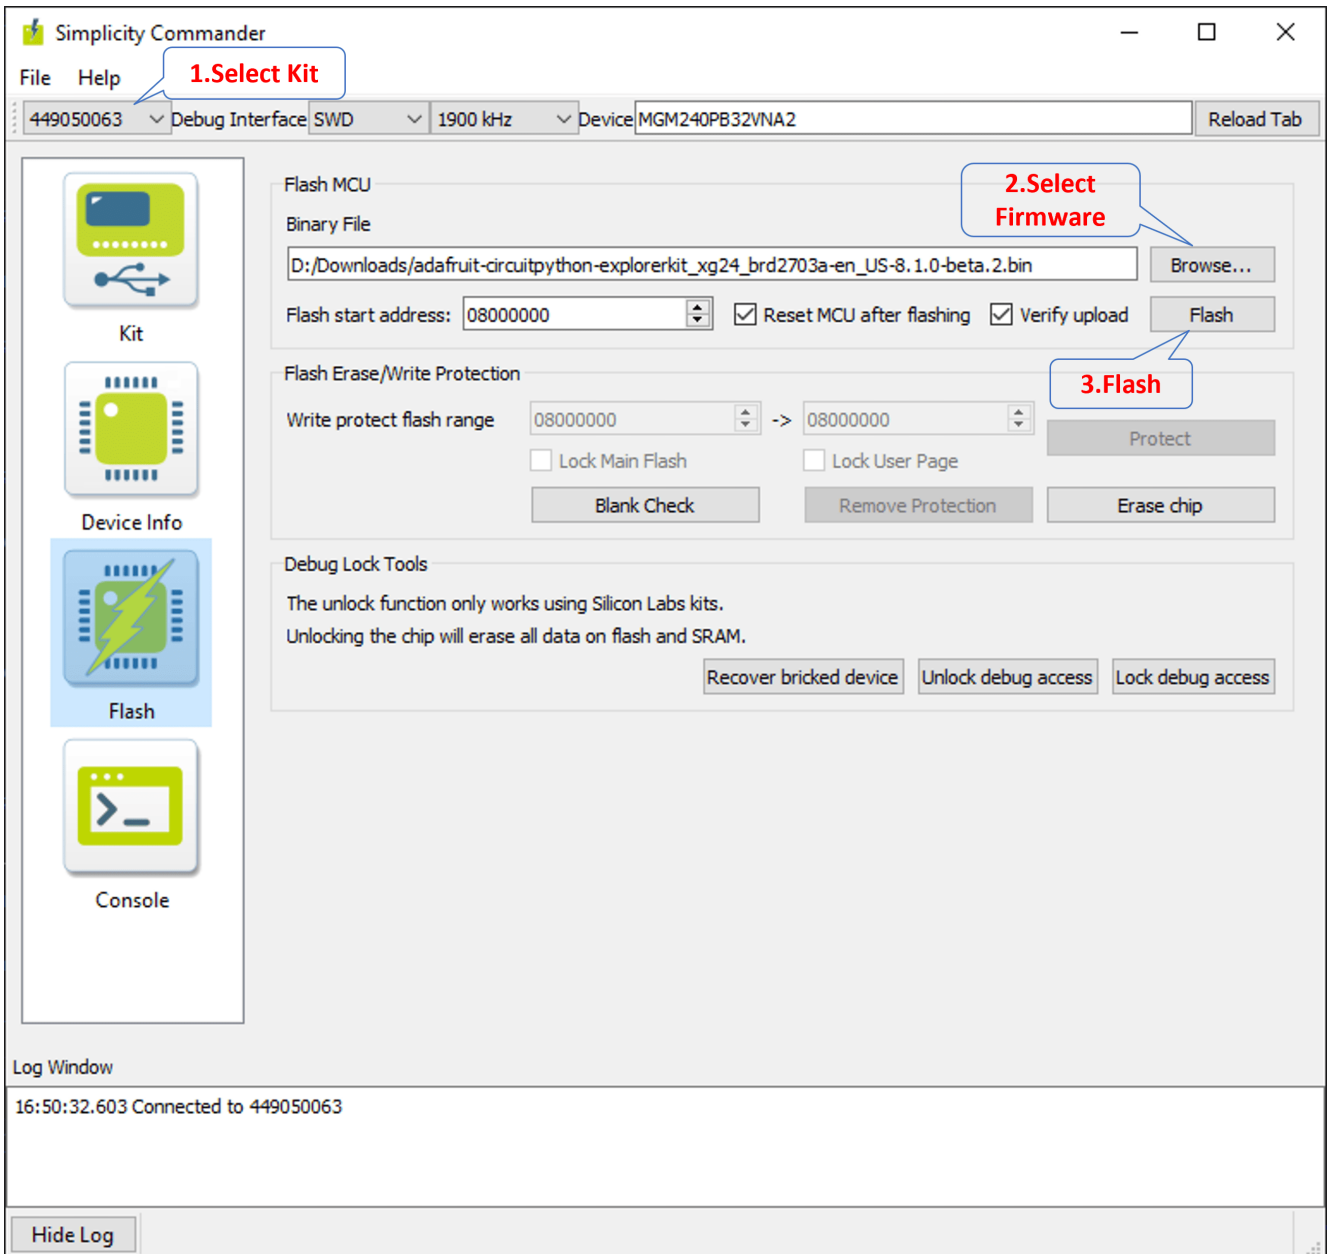 Simplicity Commander
File Help
1.Select Kit
449050063 Debug Interface SWD 1900 kHz Device MGM240PB32VNA2 Reload Tab
Kit
Device Info
Flash
Console
Flash MCU
2.Select
Firmware
Binary File
D:/Downloads/adafruit-circuitpython-explorerkit_xg24_brd2703a-en_US-8.1.0-beta.2.bin Browse...
Flash start address: 08000000 Reset MCU after flashing Verify upload Flash
3.Flash
Flash Erase/Write Protection
Write protect flash range 08000000 -> 08000000 Protect
Lock Main Flash Lock User Page
Blank Check Remove Protection Erase chip
Debug Lock Tools
The unlock function only works using Silicon Labs kits.
Unlocking the chip will erase all data on flash and SRAM.
Recover bricked device Unlock debug access Lock debug access
Log Window
16:50:32.603 Connected to 449050063
Hide Log